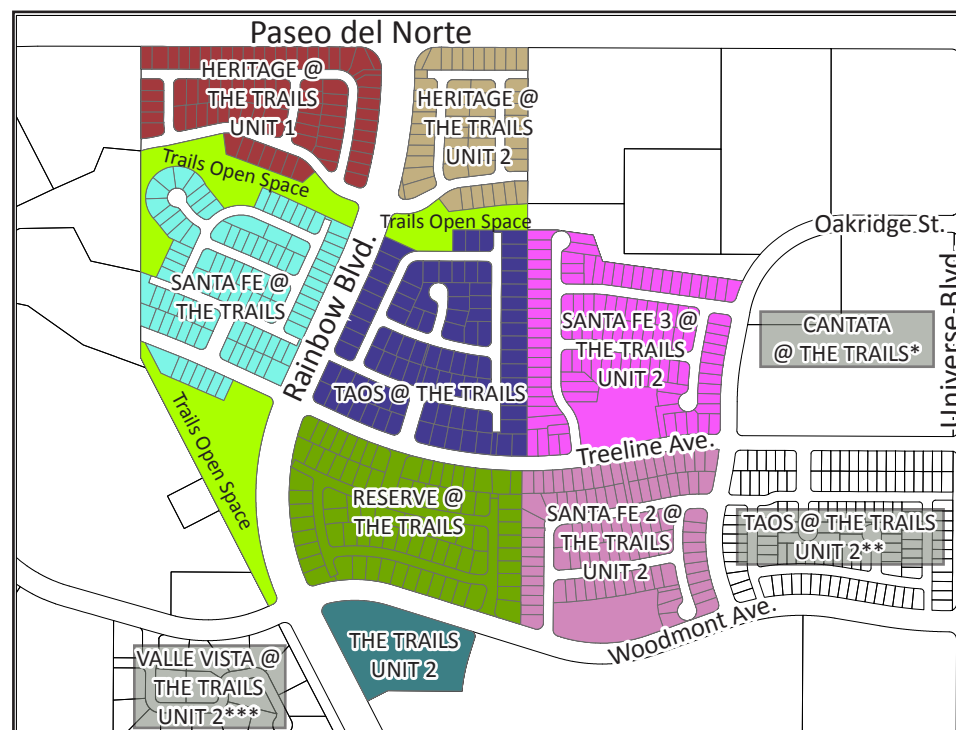 Paseo del Norte
HERITAGE @
THE TRAILS
UNIT 1
HERITAGE @
THE TRAILS
UNIT 2
Trails Open Space
Trails Open Space
Oakridge St.
Universe Blvd.
Rainbow Blvd.
SANTA FE @
THE TRAILS
SANTA FE 3 @
THE TRAILS
UNIT 2
CANTATA
@ THE TRAILS*
TAOS @ THE TRAILS
Trails Open Space
Treeline Ave.
RESERVE @
THE TRAILS
SANTA FE 2 @
THE TRAILS
UNIT 2
TAOS @ THE TRAILS
UNIT 2**
Woodmont Ave.
THE TRAILS
UNIT 2
VALLE VISTA @
THE TRAILS
UNIT 2***